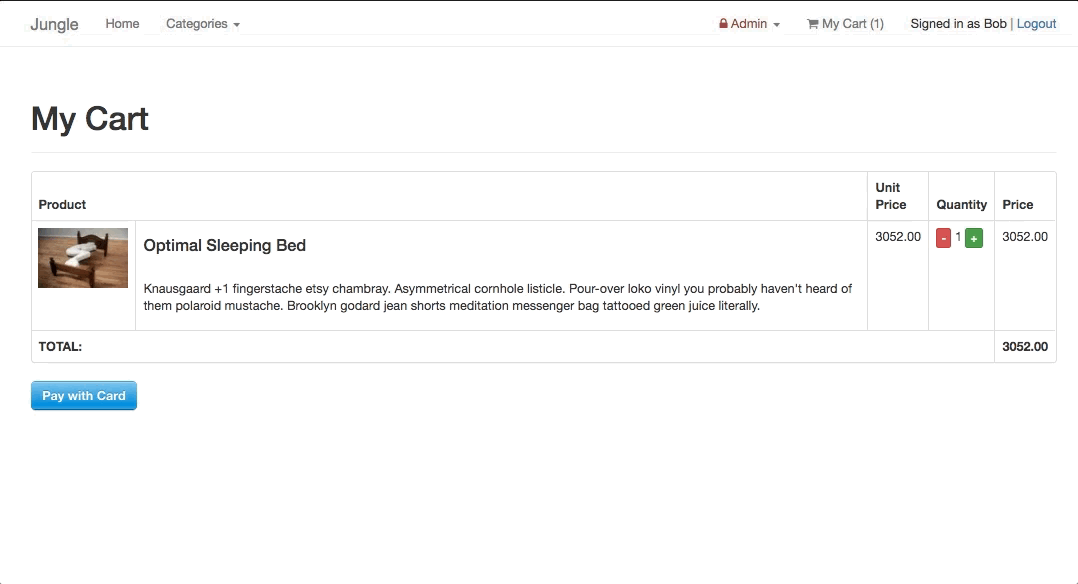 Jungle Home Categories Admin My Cart (1) Signed in as Bob | Logout
My Cart
Product Unit Price Quantity Price
Optimal Sleeping Bed 3052.00 - 1 + 3052.00
Knausgaard +1 fingerstache etsy chambray. Asymmetrical cornhole listicle. Pour-over loko vinyl you probably haven't heard of
them polaroid mustache. Brooklyn godard jean shorts meditation messenger bag tattooed green juice literally.
TOTAL: 3052.00
Pay with Card